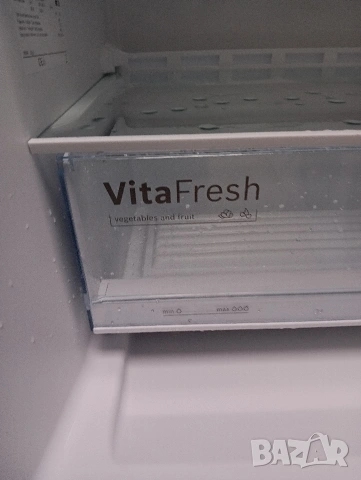 VitaFresh
vegetables and fruit
min
max
BAZAR